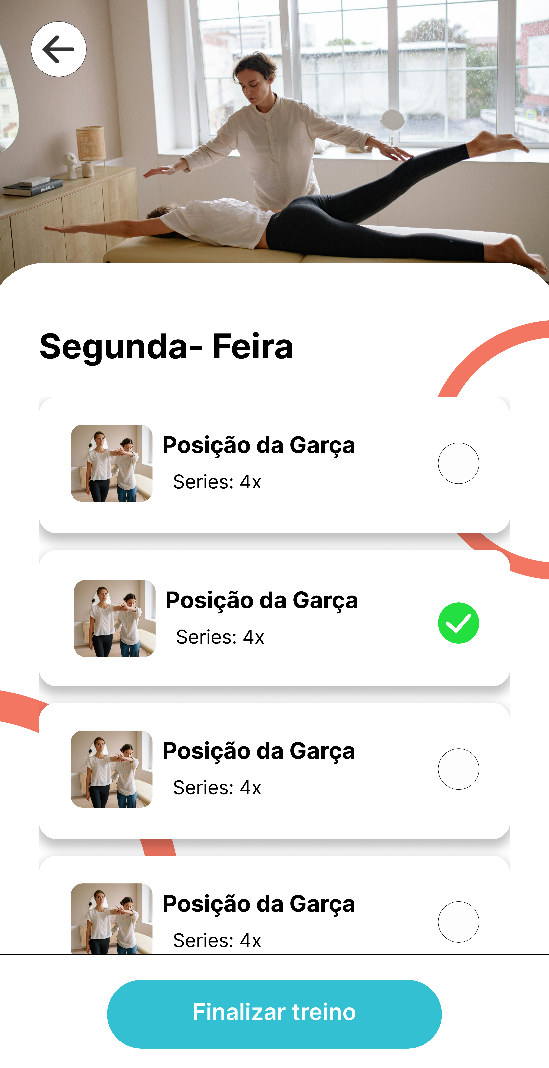 Segunda- Feira
Posição da Garça
Series: 4x
Posição da Garça
Series: 4x
Posição da Garça
Series: 4x
Posição da Garça
Series: 4x
Finalizar treino